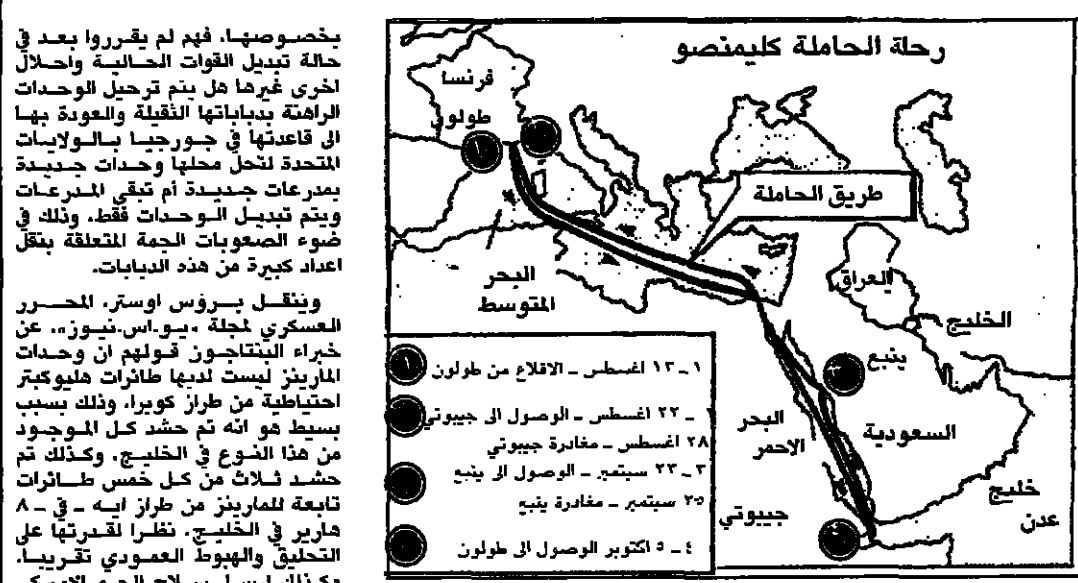 رحلة الحاملة كليمنصو
فرنسا
طولون
طريق الحاملة
البحر
المتوسط
العراق
الخليج
ينبع
السعودية
البحر
الاحمر
خليج
عدن
جيبوتي
١ ـ ١٣ اغسطس ـ الاقلاع من طولون
ـ ٢٢ اغسطس ـ الوصول الى جيبوتي
٢٨ اغسطس ـ مغادرة جيبوتي
٣ ـ ٢٣ سبتمبر ـ الوصول الى ينبع
٢٥ سبتمبر ـ مغادرة ينبع
٤ ـ ٥ اكتوبر الوصول الى طولون
بخصوصها. فهم لم يقرروا بعد في
حالة تبديل القوات الحالية واحلال
اخرى غيرها هل يتم ترحيل الوحدات
الراهنة بدباباتها الثقيلة والعودة بها
الى قاعدتها في جورجيا بالولايات
المتحدة لتحل محلها وحدات جديدة
بمدرعات جديدة أم تبقى المدرعات
ويتم تبديل الوحدات فقط. وذلك في
ضوء الصعوبات الجمة المتعلقة بنقل
اعداد كبيرة من هذه الدبابات.
وينقل بروس اوستر. المحرر
العسكري لمجلة «يو.اس.نيوز». عن
خبراء البنتاجون قولهم ان وحدات
المارينز ليست لديها طائرات هليوكبتر
احتياطية من طراز كوبرا. وذلك بسبب
بسيط هو انه تم حشد كل الموجود
من هذا النوع في الخليج. وكذلك تم
حشد ثلاث من كل خمس طائرات
تابعة للمارينز من طراز ايه ـ في ـ ٨
هارير في الخليج. نظرا لقدرتها على
التحليق والهبوط العمودي تقريبا.